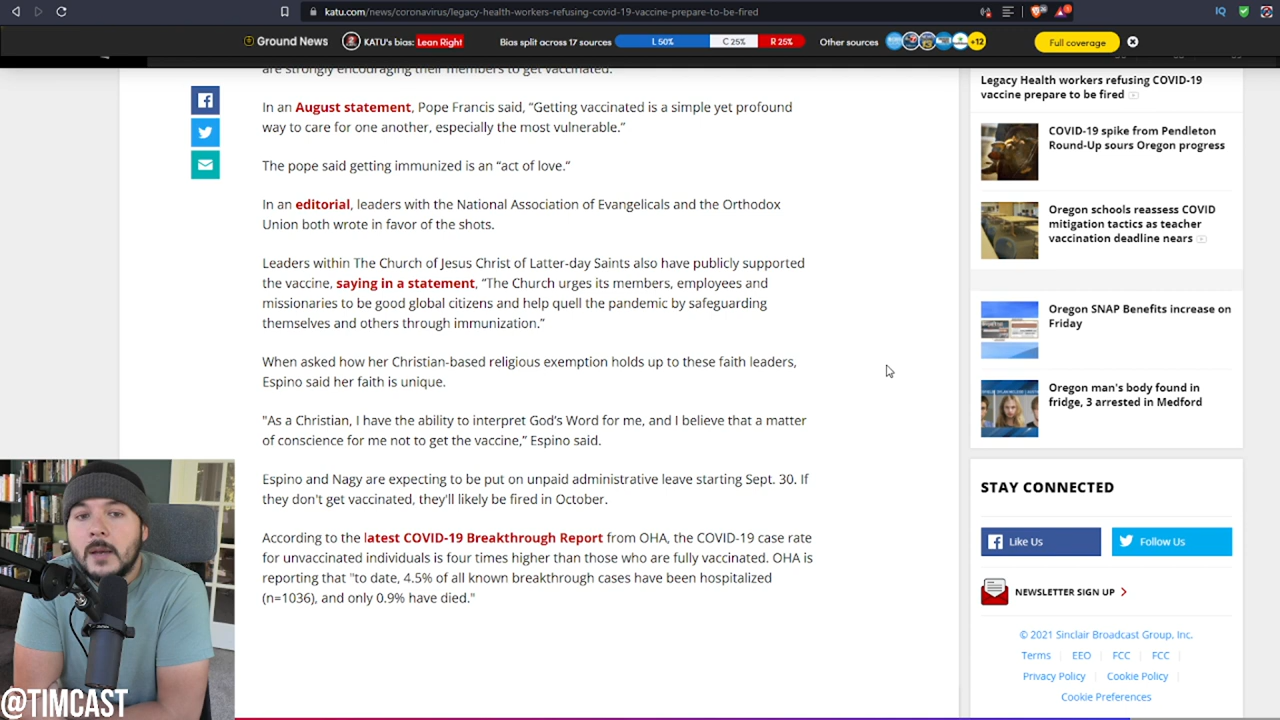 katu.com/news/coronavirus/legacy-health-workers-refusing-covid-19-vaccine-prepare-to-be-fired
IQ
Ground News
KATU's bias: Lean Right
Bias split across 17 sources
L 50%
C 25%
R 25%
Other sources
+12
Full coverage
are strongly encouraging their members to get vaccinated.
In an August statement, Pope Francis said, “Getting vaccinated is a simple yet profound
way to care for one another, especially the most vulnerable.”
The pope said getting immunized is an “act of love.”
In an editorial, leaders with the National Association of Evangelicals and the Orthodox
Union both wrote in favor of the shots.
Leaders within The Church of Jesus Christ of Latter-day Saints also have publicly supported
the vaccine, saying in a statement, “The Church urges its members, employees and
missionaries to be good global citizens and help quell the pandemic by safeguarding
themselves and others through immunization.”
When asked how her Christian-based religious exemption holds up to these faith leaders,
Espino said her faith is unique.
"As a Christian, I have the ability to interpret God’s Word for me, and I believe that a matter
of conscience for me not to get the vaccine,” Espino said.
Espino and Nagy are expecting to be put on unpaid administrative leave starting Sept. 30. If
they don't get vaccinated, they'll likely be fired in October.
According to the latest COVID-19 Breakthrough Report from OHA, the COVID-19 case rate
for unvaccinated individuals is four times higher than those who are fully vaccinated. OHA is
reporting that "to date, 4.5% of all known breakthrough cases have been hospitalized
(n=1036), and only 0.9% have died."
Legacy Health workers refusing COVID-19
vaccine prepare to be fired
COVID-19 spike from Pendleton
Round-Up sours Oregon progress
Oregon schools reassess COVID
mitigation tactics as teacher
vaccination deadline nears
Oregon SNAP Benefits increase on
Friday
Oregon man's body found in
fridge, 3 arrested in Medford
STAY CONNECTED
Like Us
Follow Us
NEWSLETTER SIGN UP
© 2021 Sinclair Broadcast Group, Inc.
Terms
EEO
FCC
FCC
Privacy Policy
Cookie Policy
Cookie Preferences
@TIMCAST